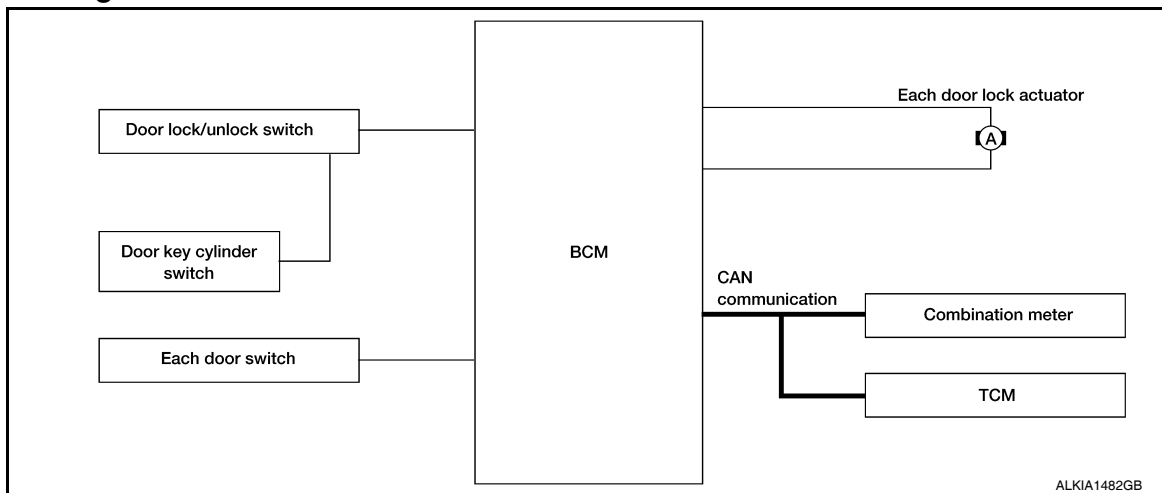 Door lock/unlock switch
Door key cylinder
switch
Each door switch
BCM
Each door lock actuator
A
CAN
communication
Combination meter
TCM
ALKIA1482GB